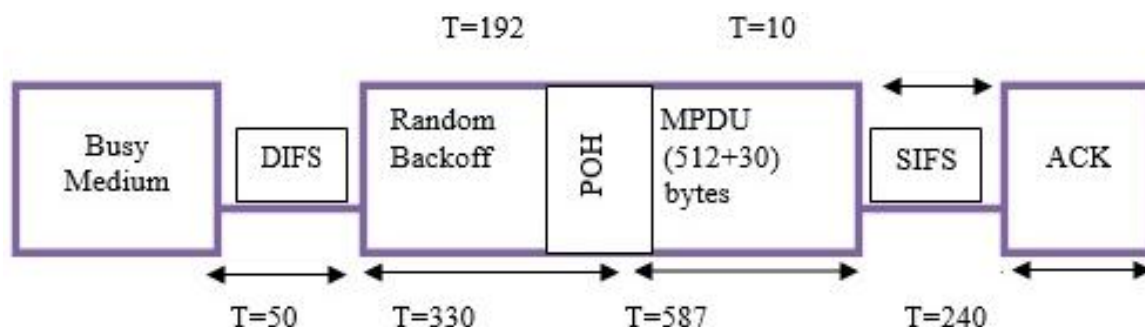 T=192
T=10
Busy
Medium
DIFS
Random
Backoff
POH
MPDU
(512+30)
bytes
SIFS
ACK
T=50
T=330
T=587
T=240